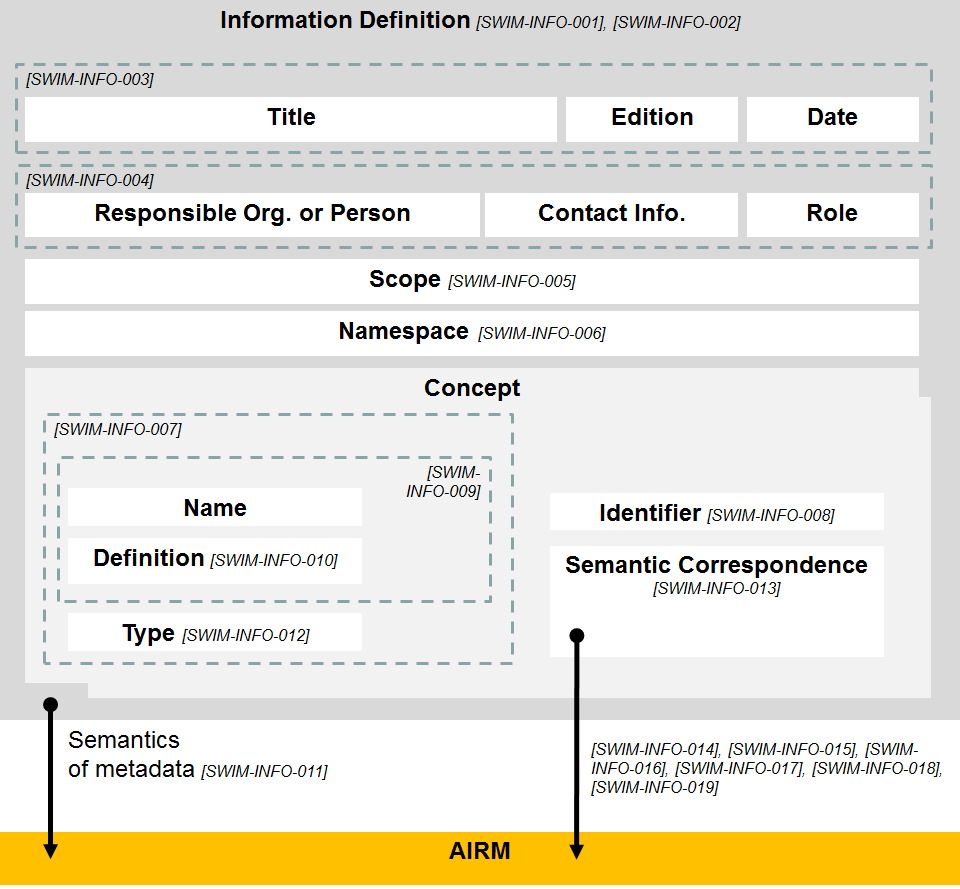 Information Definition [SWIM-INFO-001], [SWIM-INFO-002]
[SWIM-INFO-003]
Title
Edition
Date
[SWIM-INFO-004]
Responsible Org. or Person
Contact Info.
Role
Scope [SWIM-INFO-005]
Namespace [SWIM-INFO-006]
Concept
[SWIM-INFO-007]
[SWIM-
INFO-009]
Name
Definition [SWIM-INFO-010]
Type [SWIM-INFO-012]
Identifier [SWIM-INFO-008]
Semantic Correspondence
[SWIM-INFO-013]
Semantics
of metadata [SWIM-INFO-011]
[SWIM-INFO-014], [SWIM-INFO-015], [SWIM-
INFO-016], [SWIM-INFO-017], [SWIM-INFO-018],
[SWIM-INFO-019]
AIRM